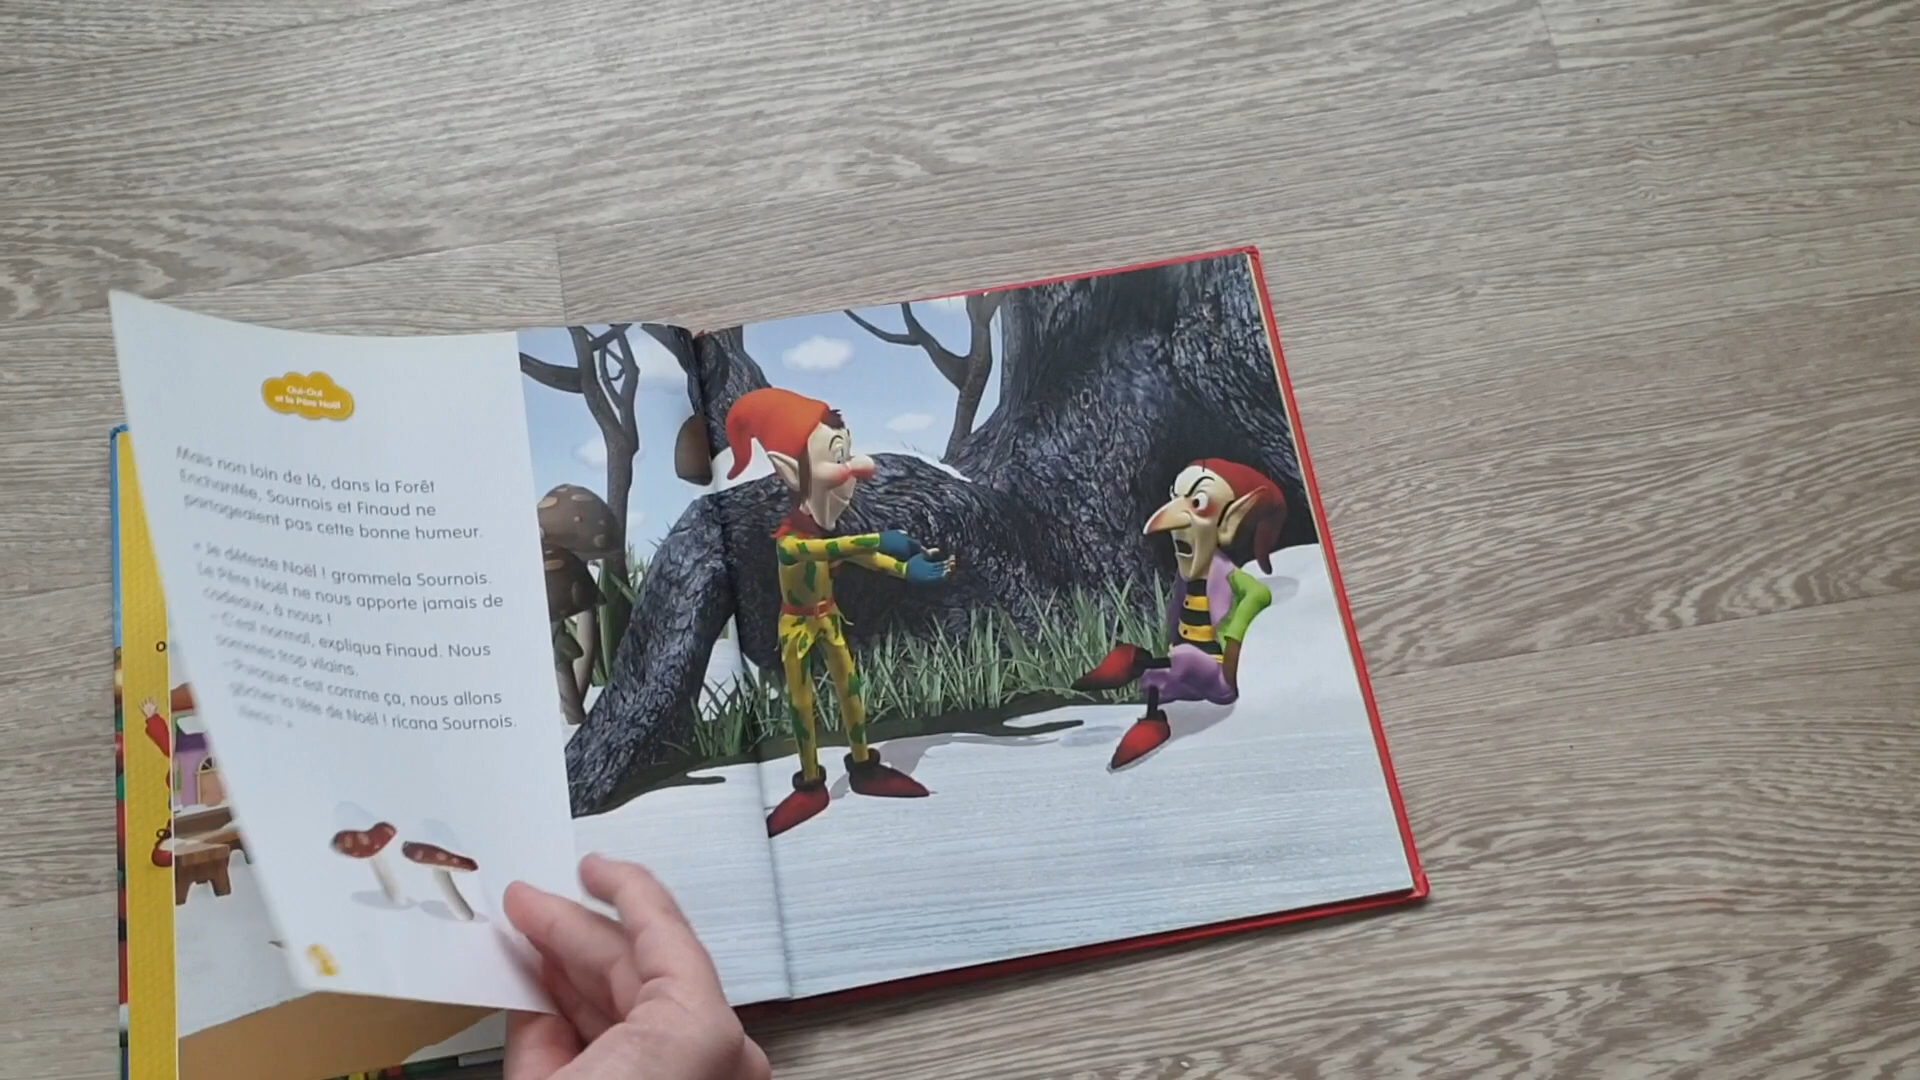 Oui-Oui
et le Père Noël
Mais non loin de là, dans la Forêt
Enchantée, Sournois et Finaud ne
partageaient pas cette bonne humeur.
« Je déteste Noël ! grommela Sournois.
Le Père Noël ne nous apporte jamais de
cadeaux, à nous !
– C'est normal, expliqua Finaud. Nous
sommes trop vilains.
– Puisque c'est comme ça, nous allons
gâcher la fête de Noël ! ricana Sournois.